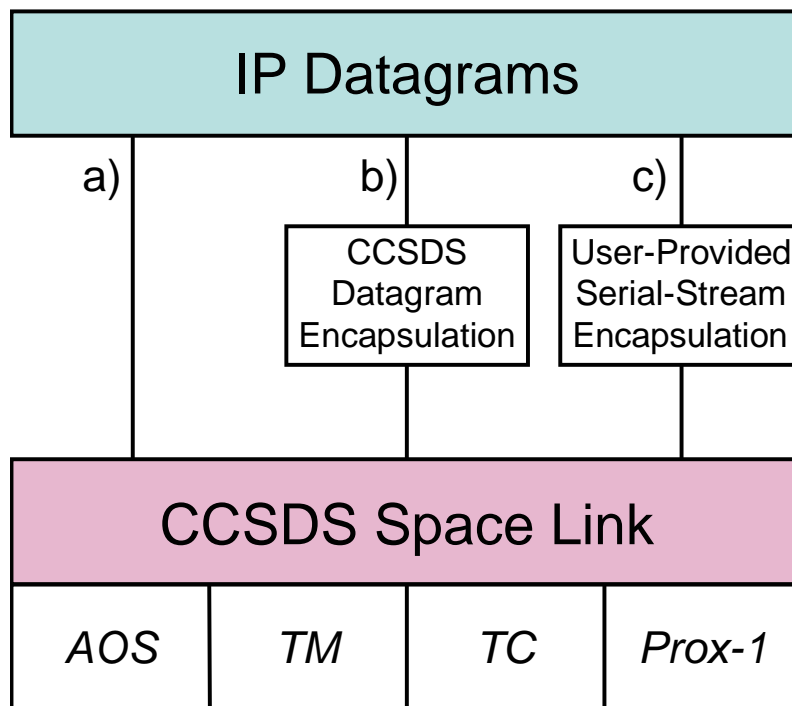 IP Datagrams
a)
b)
c)
CCSDS
Datagram
Encapsulation
User-Provided
Serial-Stream
Encapsulation
CCSDS Space Link
AOS
TM
TC
Prox-1